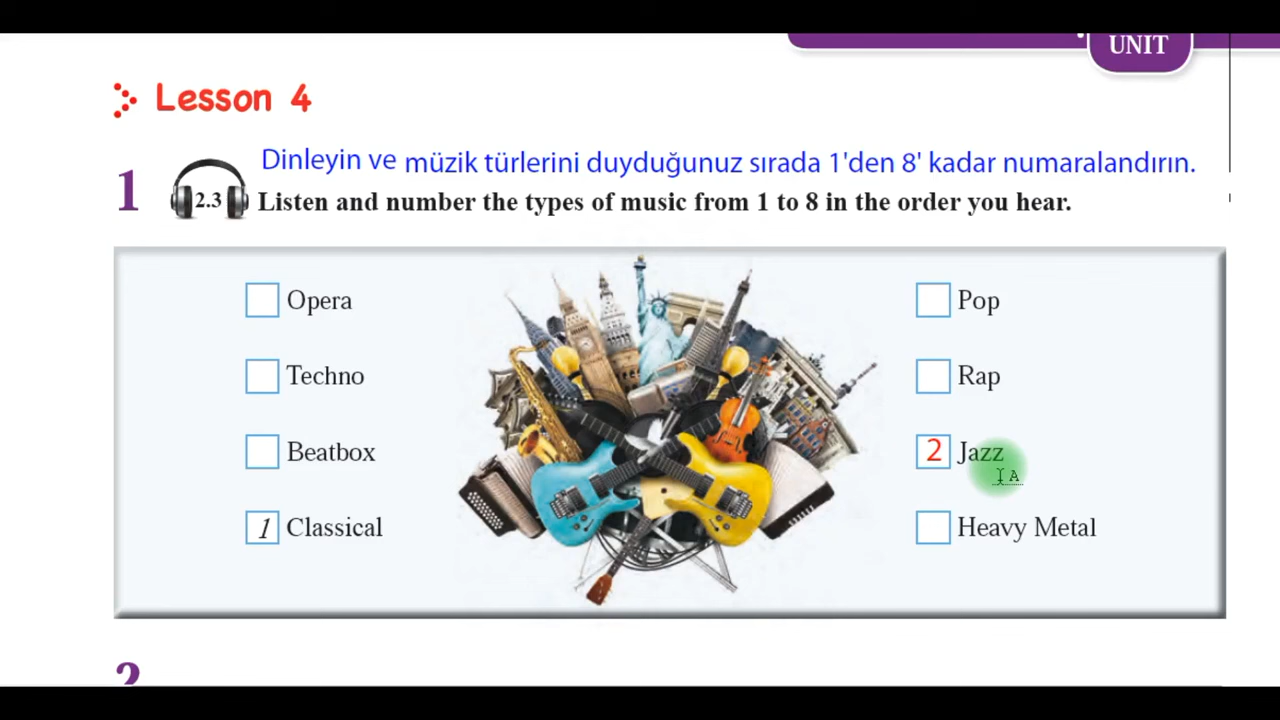 UNIT
Lesson 4
Dinleyin ve müzik türlerini duyduğunuz sırada 1'den 8' kadar numaralandırın.
1
2.3
Listen and number the types of music from 1 to 8 in the order you hear.
Opera
Techno
Beatbox
1 Classical
Pop
Rap
2 Jazz
Heavy Metal